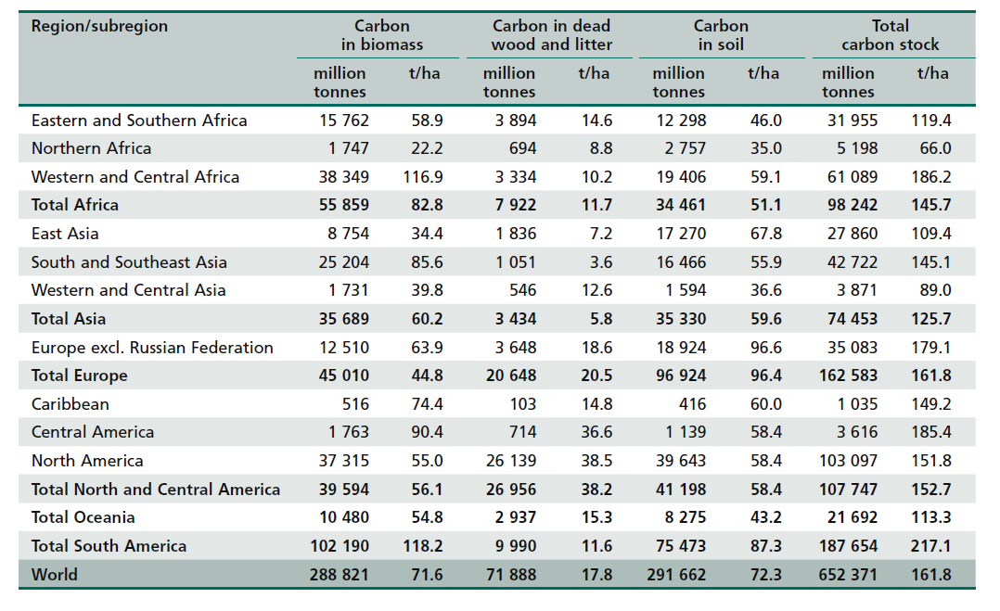 Region/subregion Carbon in biomass Carbon in dead wood and litter Carbon in soil Total carbon stock
million tonnes t/ha million tonnes t/ha million tonnes t/ha million tonnes t/ha
Eastern and Southern Africa 15 762 58.9 3 894 14.6 12 298 46.0 31 955 119.4
Northern Africa 1 747 22.2 694 8.8 2 757 35.0 5 198 66.0
Western and Central Africa 38 349 116.9 3 334 10.2 19 406 59.1 61 089 186.2
Total Africa 55 859 82.8 7 922 11.7 34 461 51.1 98 242 145.7
East Asia 8 754 34.4 1 836 7.2 17 270 67.8 27 860 109.4
South and Southeast Asia 25 204 85.6 1 051 3.6 16 466 55.9 42 722 145.1
Western and Central Asia 1 731 39.8 546 12.6 1 594 36.6 3 871 89.0
Total Asia 35 689 60.2 3 434 5.8 35 330 59.6 74 453 125.7
Europe excl. Russian Federation 12 510 63.9 3 648 18.6 18 924 96.6 35 083 179.1
Total Europe 45 010 44.8 20 648 20.5 96 924 96.4 162 583 161.8
Caribbean 516 74.4 103 14.8 416 60.0 1 035 149.2
Central America 1 763 90.4 714 36.6 1 139 58.4 3 616 185.4
North America 37 315 55.0 26 139 38.5 39 643 58.4 103 097 151.8
Total North and Central America 39 594 56.1 26 956 38.2 41 198 58.4 107 747 152.7
Total Oceania 10 480 54.8 2 937 15.3 8 275 43.2 21 692 113.3
Total South America 102 190 118.2 9 990 11.6 75 473 87.3 187 654 217.1
World 288 821 71.6 71 888 17.8 291 662 72.3 652 371 161.8